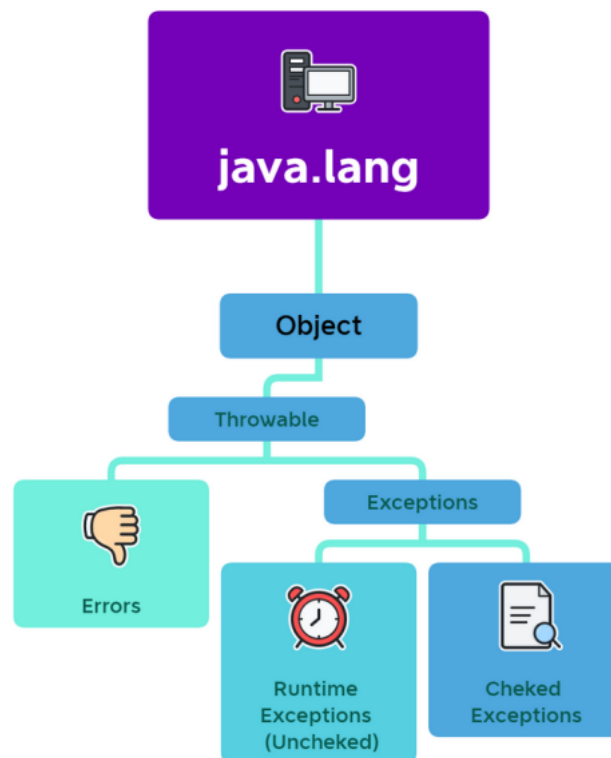 java.lang
Object
Throwable
Exceptions
Errors
Runtime
Exceptions
(Uncheked)
Cheked
Exceptions